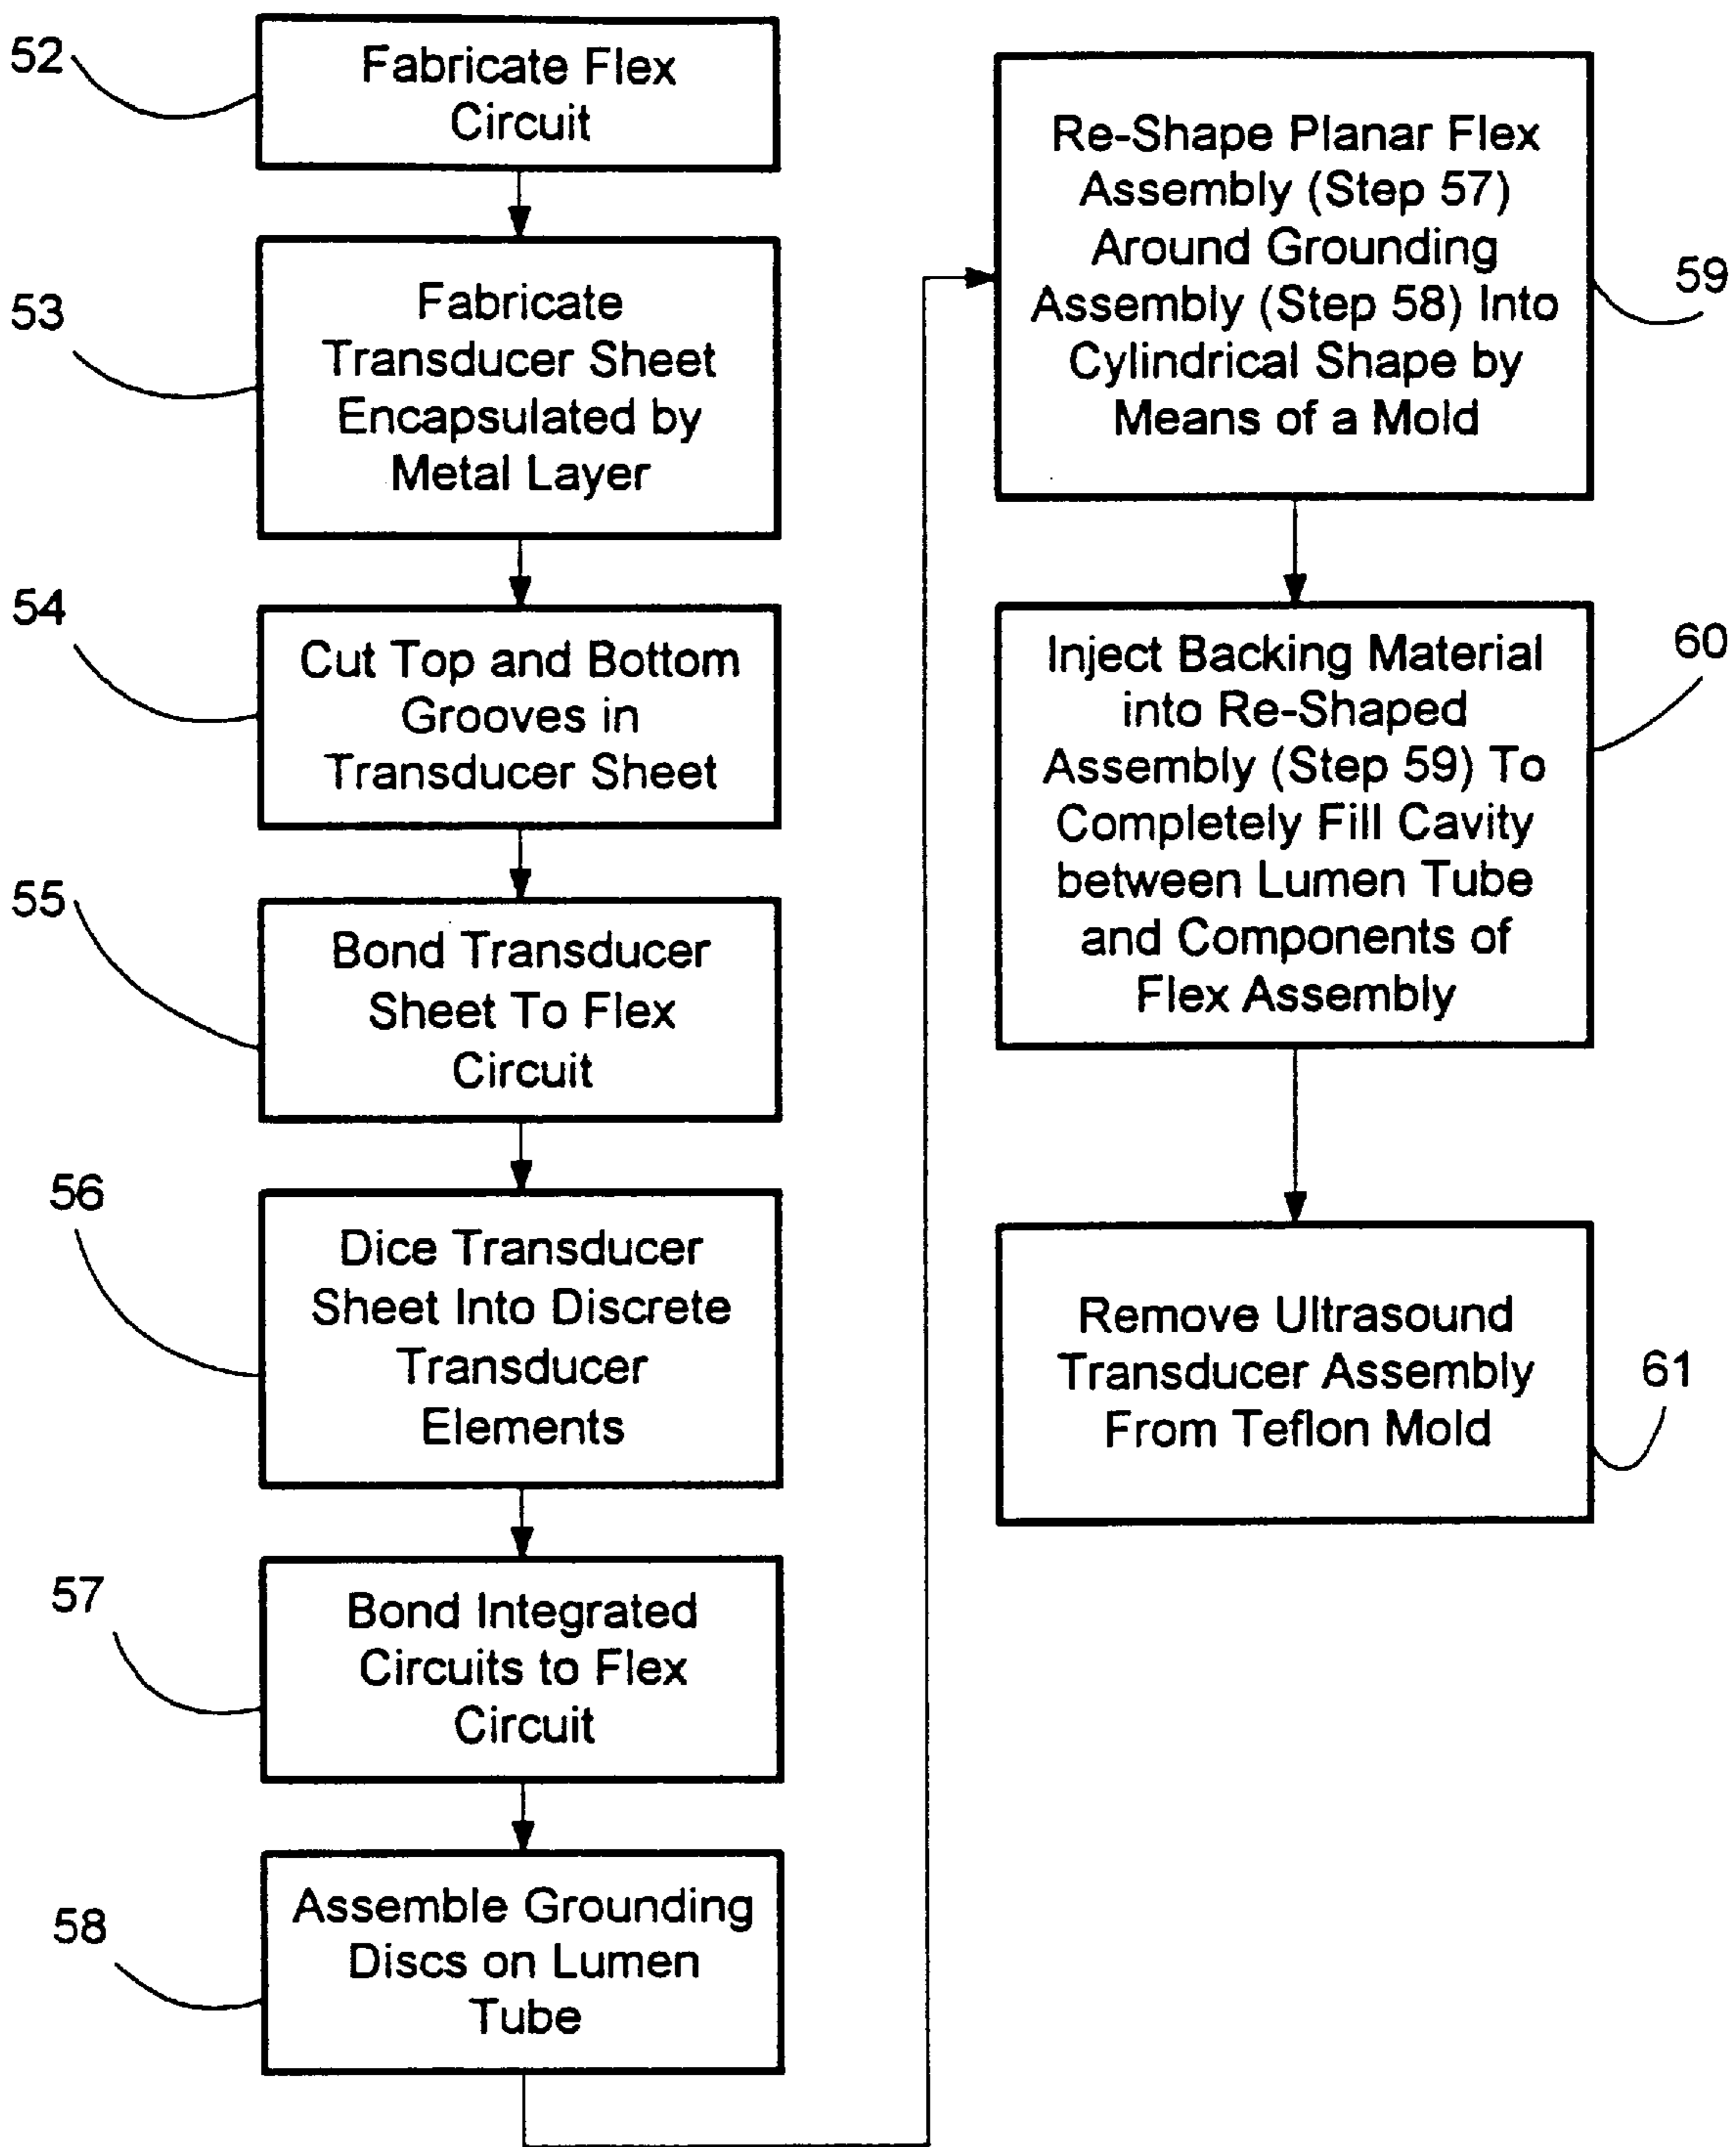 52
Fabricate Flex
Circuit
53
Fabricate
Transducer Sheet
Encapsulated by
Metal Layer
54
Cut Top and Bottom
Grooves in
Transducer Sheet
55
Bond Transducer
Sheet To Flex
Circuit
56
Dice Transducer
Sheet Into Discrete
Transducer
Elements
57
Bond Integrated
Circuits to Flex
Circuit
58
Assemble Grounding
Discs on Lumen
Tube
Re-Shape Planar Flex
Assembly (Step 57)
Around Grounding
Assembly (Step 58) Into
Cylindrical Shape by
Means of a Mold
59
Inject Backing Material
into Re-Shaped
Assembly (Step 59) To
Completely Fill Cavity
between Lumen Tube
and Components of
Flex Assembly
60
Remove Ultrasound
Transducer Assembly
From Teflon Mold
61